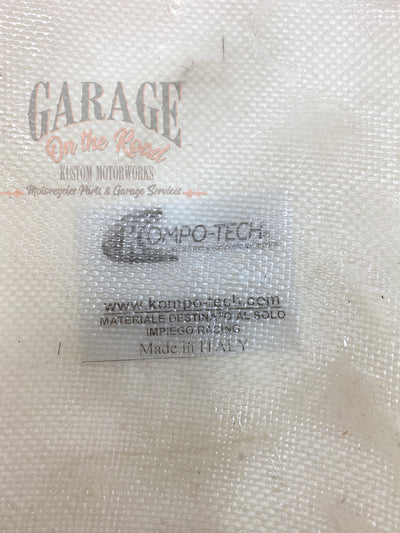 GARAGE
On the Road
KUSTOM MOTORWORKS
Motorcycles Parts & Garage Services
KOMPO-TECH
www.kompo-tech.com
MATERIALE DESTINATO AL SOLO
IMPIEGO RACING
Made in ITALY